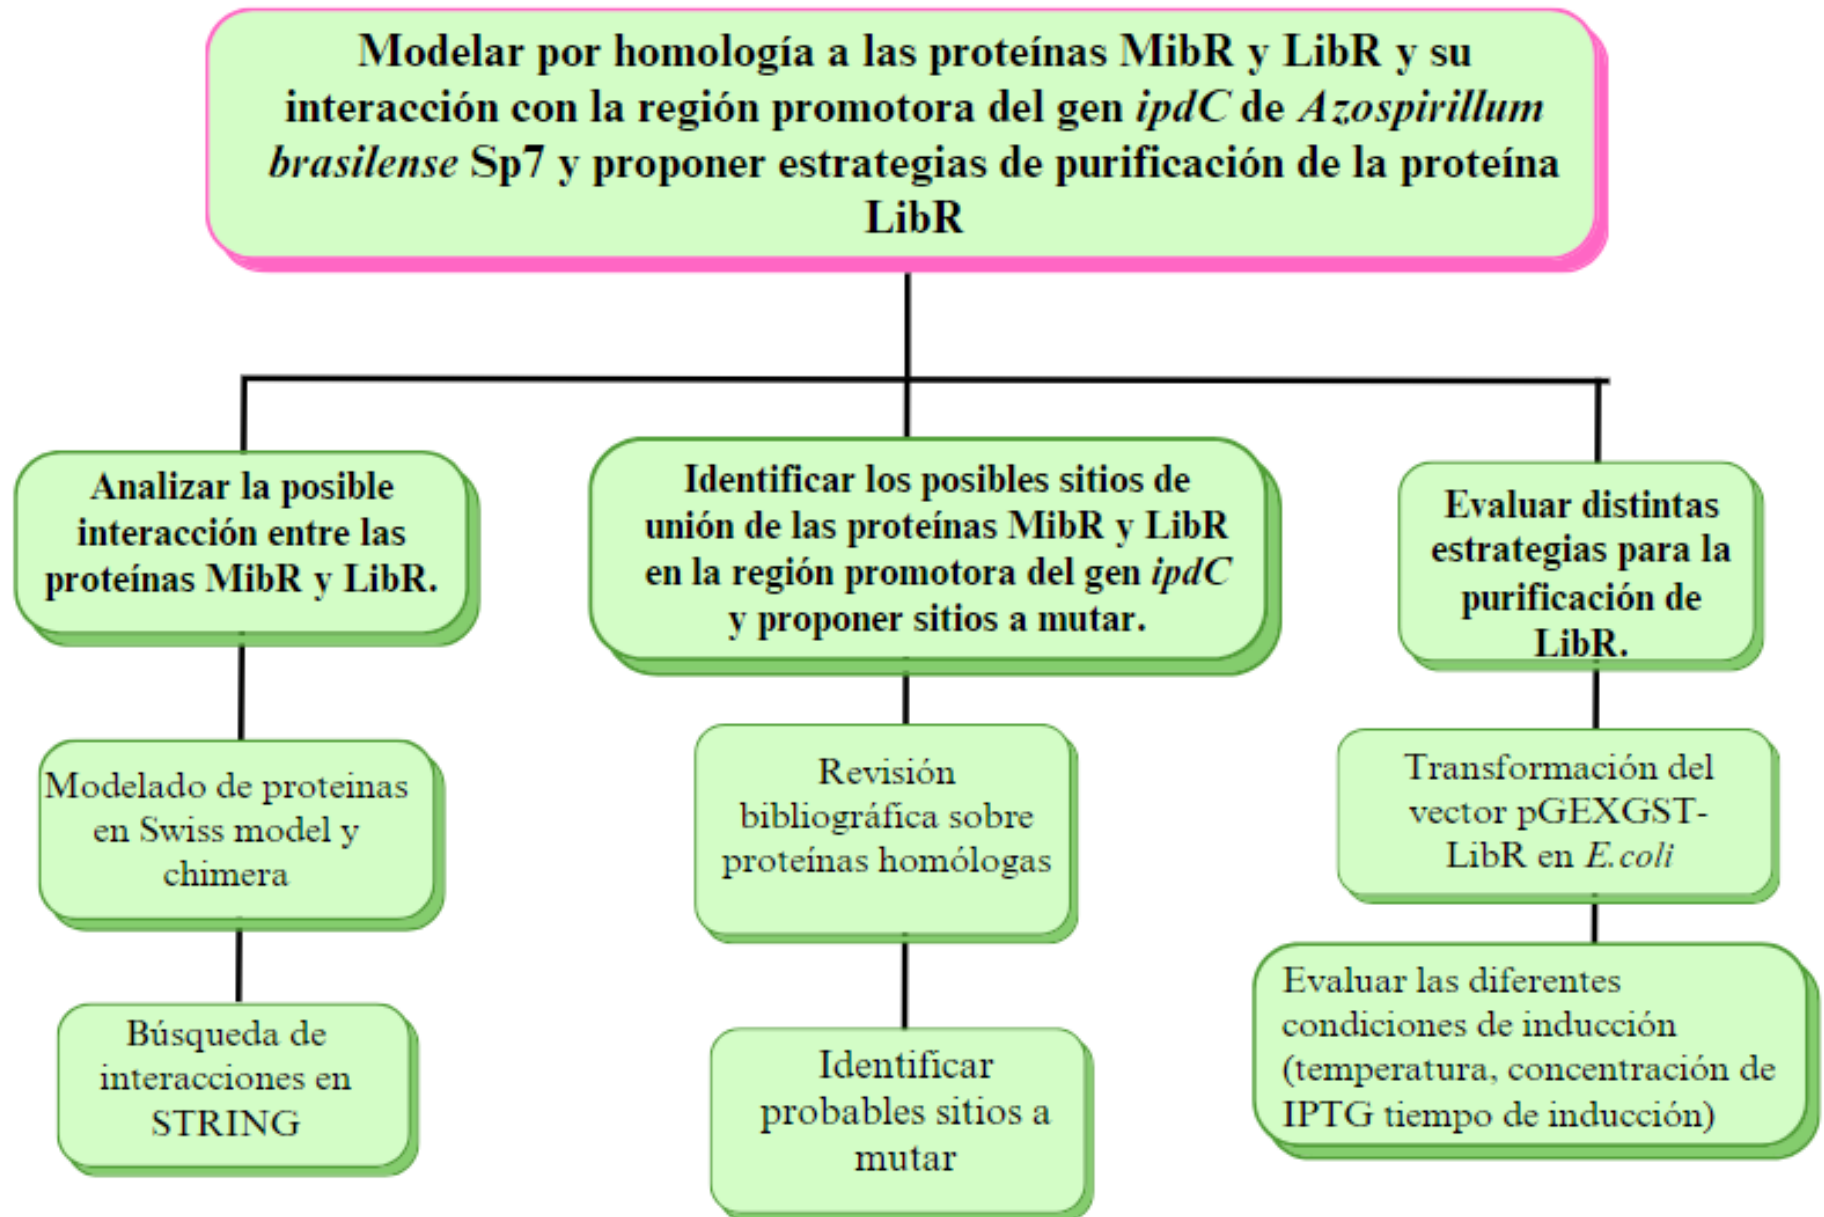 Modelar por homología a las proteínas MibR y LibR y su
interacción con la región promotora del gen ipdC de Azospirillum
brasilense Sp7 y proponer estrategias de purificación de la proteína
LibR
Analizar la posible
interacción entre las
proteínas MibR y LibR.
Identificar los posibles sitios de
unión de las proteínas MibR y LibR
en la región promotora del gen ipdC
y proponer sitios a mutar.
Evaluar distintas
estrategias para la
purificación de
LibR.
Modelado de proteinas
en Swiss model y
chimera
Revisión
bibliográfica sobre
proteínas homólogas
Transformación del
vector pGEXGST-
LibR en E.coli
Búsqueda de
interacciones en
STRING
Identificar
probables sitios a
mutar
Evaluar las diferentes
condiciones de inducción
(temperatura, concentración de
IPTG tiempo de inducción)